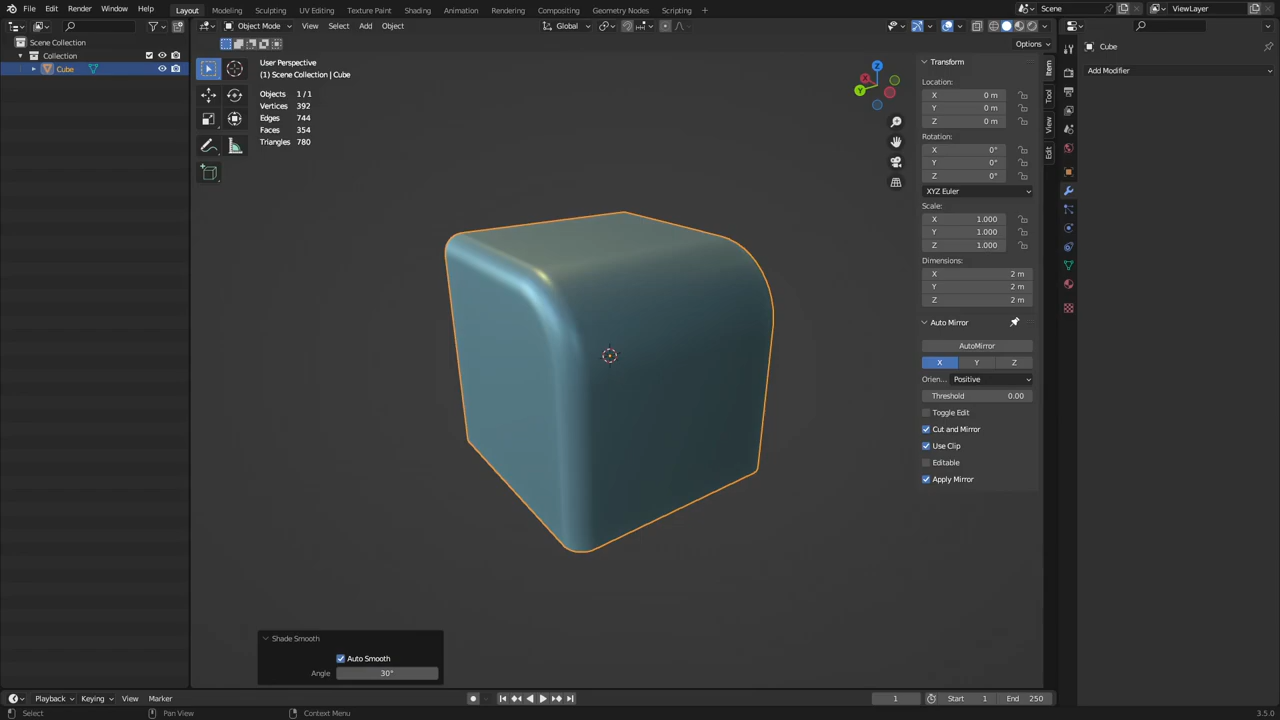 File Edit Render Window Help
Layout Modeling Sculpting UV Editing Texture Paint Shading Animation Rendering Compositing Geometry Nodes Scripting +
Scene
ViewLayer
Object Mode View Select Add Object
Global
Options
Scene Collection
Collection
Cube
User Perspective
(1) Scene Collection | Cube
Objects 1/1
Vertices 392
Edges 744
Faces 354
Triangles 780
Z
X
Y
Transform
Location:
X 0 m
Y 0 m
Z 0 m
Rotation:
X 0°
Y 0°
Z 0°
XYZ Euler
Scale:
X 1.000
Y 1.000
Z 1.000
Dimensions:
X 2 m
Y 2 m
Z 2 m
Auto Mirror
AutoMirror
X Y Z
Orien... Positive
Threshold 0.00
Toggle Edit
Cut and Mirror
Use Clip
Editable
Apply Mirror
Item
Tool
View
Edit
Cube
Add Modifier
Shade Smooth
Auto Smooth
Angle 30°
Playback Keying View Marker
1
Start 1
End 250
Select
Pan View
Context Menu
3.5.0